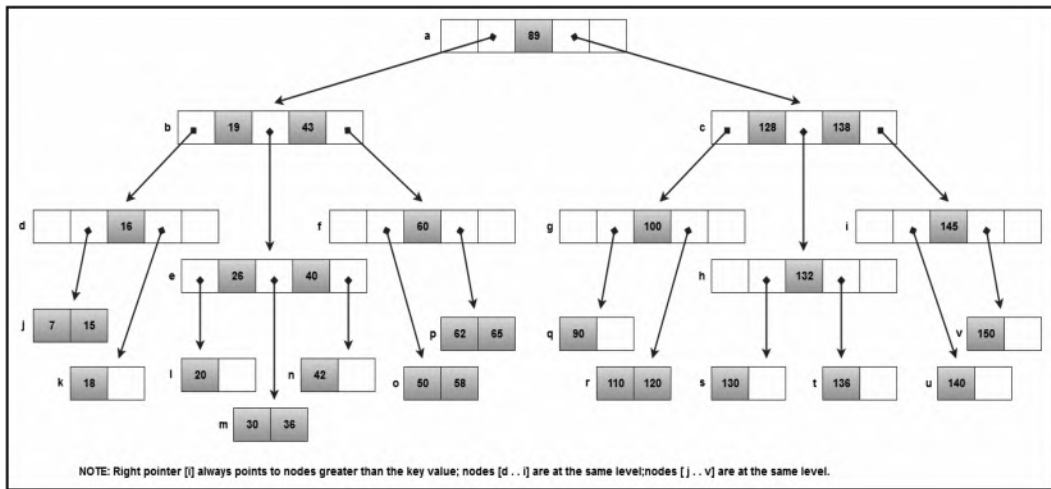 a 89
b 19 43 c 128 138
d 16 f 60 g 100 i 145
e 26 40 h 132
j 7 15 p 62 65 q 90 v 150
k 18 l 20 n 42 o 50 58 r 110 120 s 130 t 136 u 140
m 30 36
NOTE: Right pointer [i] always points to nodes greater than the key value; nodes [d . . i] are at the same level;nodes [ j . . v] are at the same level.